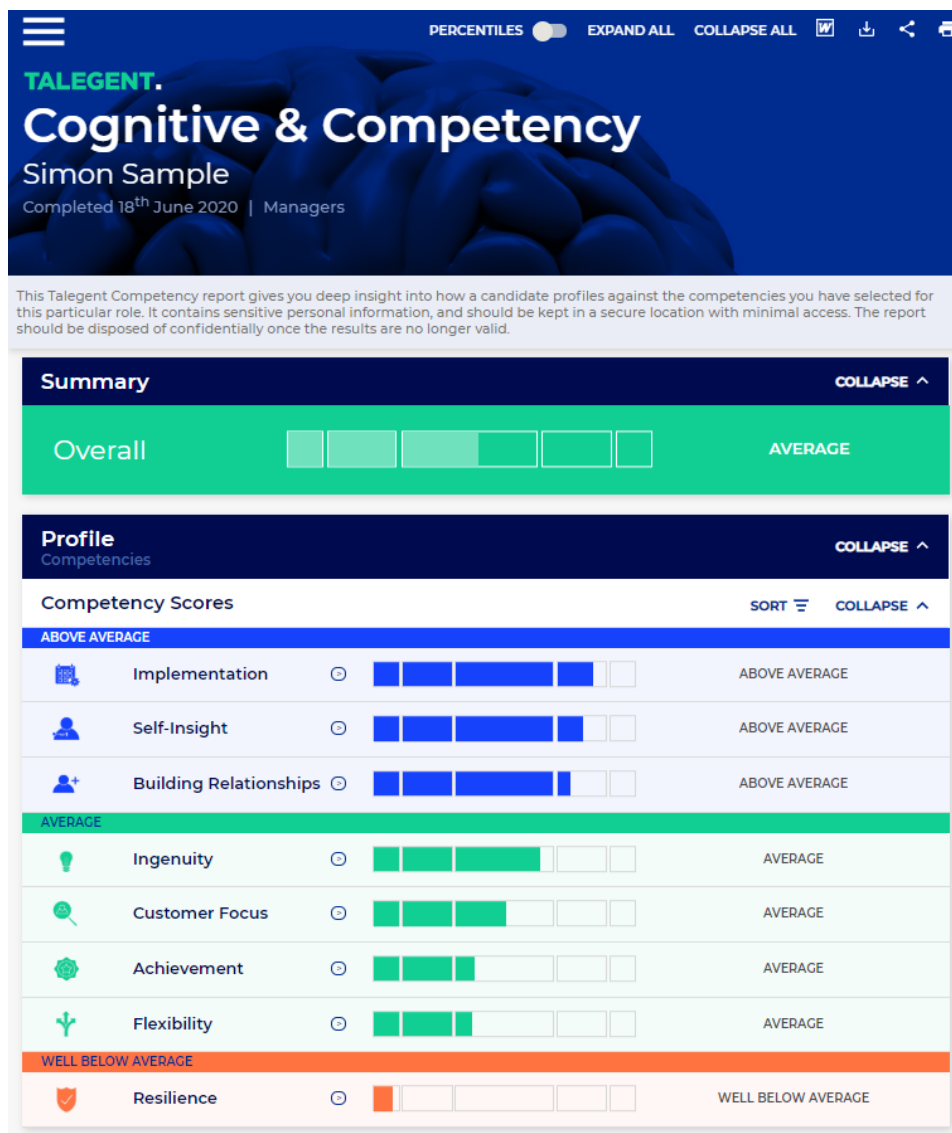 PERCENTILES EXPAND ALL COLLAPSE ALL W
TALEGENT.
Cognitive & Competency
Simon Sample
Completed 18th June 2020 | Managers
This Talegent Competency report gives you deep insight into how a candidate profiles against the competencies you have selected for
this particular role. It contains sensitive personal information, and should be kept in a secure location with minimal access. The report
should be disposed of confidentially once the results are no longer valid.
Summary COLLAPSE
Overall AVERAGE
Profile COLLAPSE
Competencies
Competency Scores SORT COLLAPSE
ABOVE AVERAGE
Implementation ABOVE AVERAGE
Self-Insight ABOVE AVERAGE
Building Relationships ABOVE AVERAGE
AVERAGE
Ingenuity AVERAGE
Customer Focus AVERAGE
Achievement AVERAGE
Flexibility AVERAGE
WELL BELOW AVERAGE
Resilience WELL BELOW AVERAGE